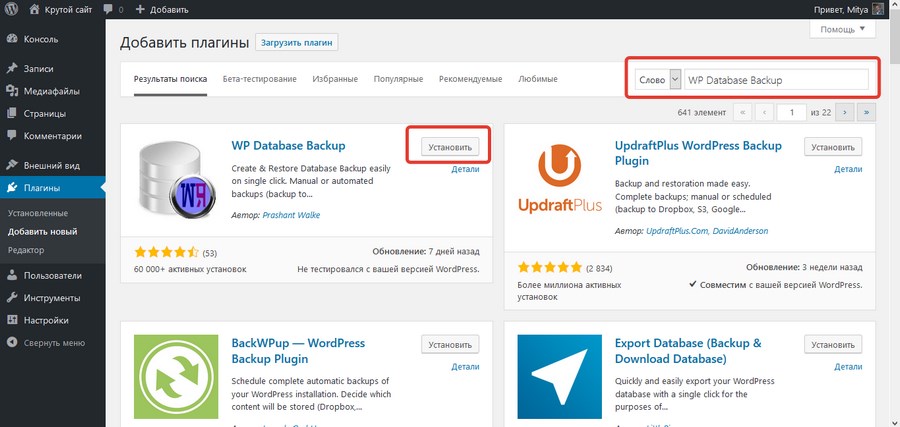 Крутой сайт 0 Добавить Привет, Mitya
Помощь
Консоль
Записи
Медиафайлы
Страницы
Комментарии
Внешний вид
Плагины
Установленные
Добавить новый
Редактор
Пользователи
Инструменты
Настройки
Свернуть меню
Добавить плагины Загрузить плагин
Результаты поиска Бета-тестирование Избранные Популярные Рекомендуемые Любимые Слово WP Database Backup
641 элемент « ‹ 1 из 22 › »
WP Database Backup
Установить
Детали
Create & Restore Database Backup easily
on single click. Manual or automated
backups (backup to...
Автор: Prashant Walke
(53)
60 000+ активных установок
Обновление: 7 дней назад
Не тестировался с вашей версией WordPress.
UpdraftPlus
UpdraftPlus WordPress Backup
Plugin
Установить
Детали
Backup and restoration made easy.
Complete backups; manual or scheduled
(backup to Dropbox, S3, Google...
Автор: UpdraftPlus.Com, DavidAnderson
(2 834)
Более миллиона активных
установок
Обновление: 3 недели назад
Совместим с вашей версией WordPress.
BackWPup — WordPress
Backup Plugin
Установить
Детали
Schedule complete automatic backups of
your WordPress installation. Decide which
content will be stored (Dropbox,...
Export Database (Backup &
Download Database)
Установить
Детали
Quickly and easily export your WordPress
database with a single click for the
purposes of...